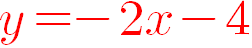 y = −2x − 4